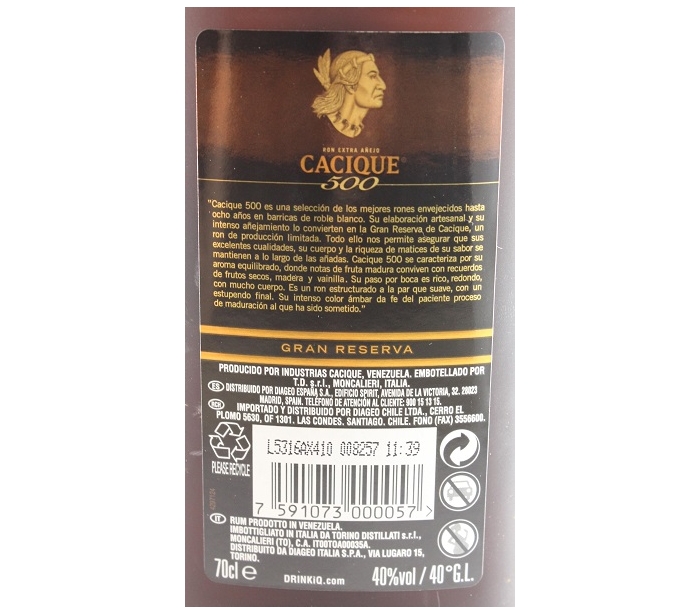 RON EXTRA AÑEJO
CACIQUE®
500
"Cacique 500 es una selección de los mejores rones envejecidos hasta
ocho años en barricas de roble blanco. Su elaboración artesanal y su
intenso añejamiento lo convierten en la Gran Reserva de Cacique, un
ron de producción limitada. Todo ello nos permite asegurar que sus
excelentes cualidades, su cuerpo y la riqueza de matices de su sabor se
mantienen a lo largo de las añadas. Cacique 500 se caracteriza por su
aroma equilibrado, donde notas de fruta madura conviven con recuerdos
de frutos secos, madera y vainilla. Su paso por boca es rico, redondo,
con mucho cuerpo. Es un ron estructurado a la par que suave, con un
estupendo final. Su intenso color ámbar da fe del paciente proceso
de maduración al que ha sido sometido."
GRAN RESERVA
PRODUCIDO POR INDUSTRIAS CACIQUE, VENEZUELA. EMBOTELLADO POR
T.D. s.r.l., MONCALIERI, ITALIA.
ES DISTRIBUIDO POR DIAGEO ESPAÑA S.A., EDIFICIO SPIRIT, AVENIDA DE LA VICTORIA, 32. 28023
MADRID, SPAIN. TELÉFONO DE ATENCIÓN AL CLIENTE: 900 15 13 15.
RCH IMPORTADO Y DISTRIBUIDO POR DIAGEO CHILE LTDA., CERRO EL
PLOMO 5630, OF 1301. LAS CONDES. SANTIAGO. CHILE. FONO (FAX) 3556600.
L5316AX410 008257 11:39
PLEASE RECYCLE
7 591073 000057 >
IT RUM PRODOTTO IN VENEZUELA.
IMBOTTIGLIATO IN ITALIA DA TORINO DISTILLATI s.r.l.,
MONCALIERI (TO), C.A. IT00TOA00035A.
DISTRIBUITO DA DIAGEO ITALIA S.P.A., VIA LUGARO 15,
TORINO.
70cl e
DRINKiQ.com
40%vol / 40°G.L.